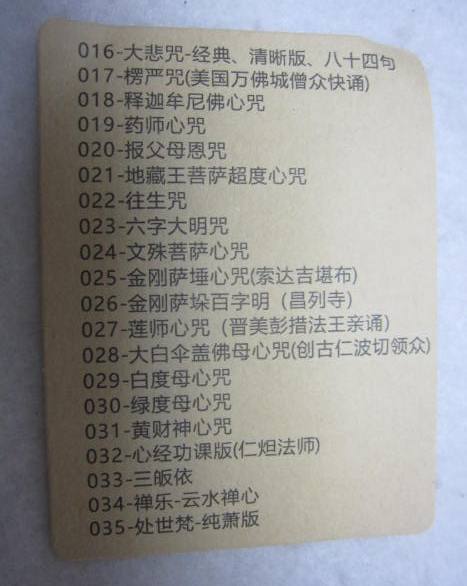 016-大悲咒-经典、清晰版、八十四句
017-楞严咒(美国万佛城僧众快诵)
018-释迦牟尼佛心咒
019-药师心咒
020-报父母恩咒
021-地藏王菩萨超度心咒
022-往生咒
023-六字大明咒
024-文殊菩萨心咒
025-金刚萨埵心咒(索达吉堪布)
026-金刚萨垛百字明（昌列寺）
027-莲师心咒（晋美彭措法王亲诵）
028-大白伞盖佛母心咒(创古仁波切领众)
029-白度母心咒
030-绿度母心咒
031-黄财神心咒
032-心经功课版(仁炟法师)
033-三皈依
034-禅乐-云水禅心
035-处世梵-纯萧版